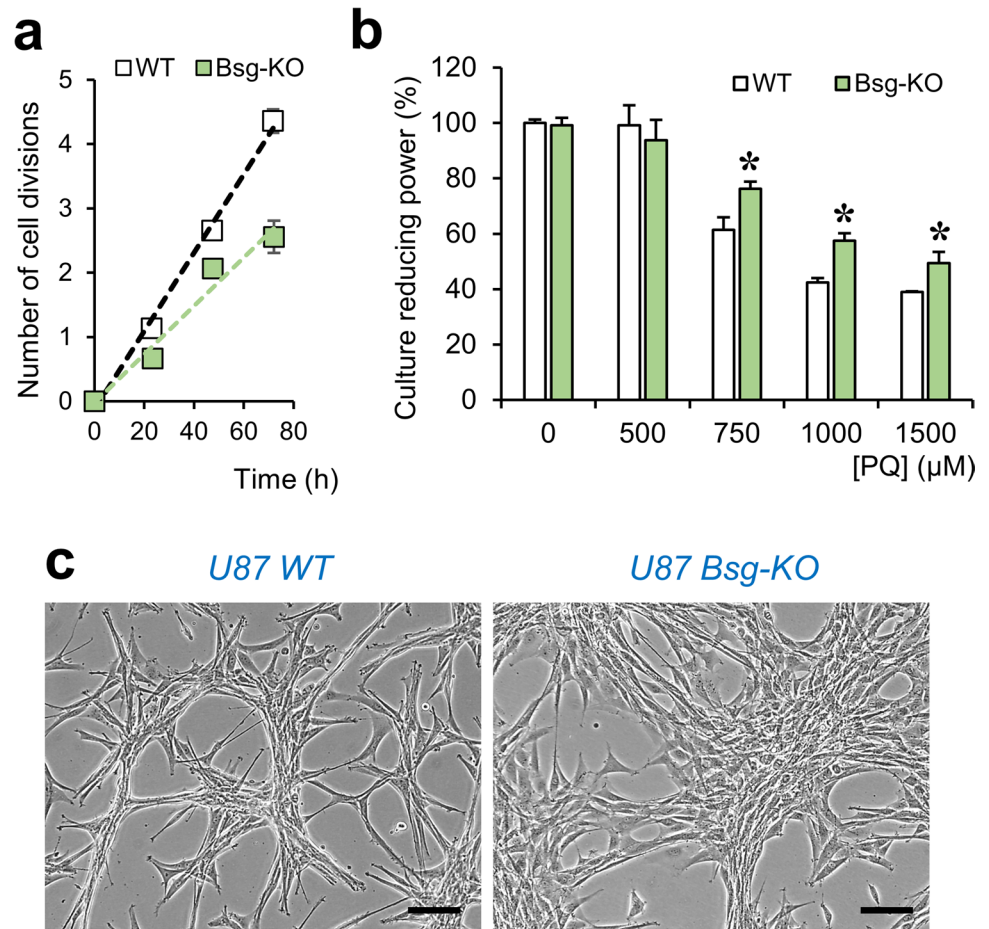 a
WT Bsg-KO
Number of cell divisions
5
4
3
2
1
0
0 20 40 60 80
Time (h)
b
WT Bsg-KO
Culture reducing power (%)
120
100
80
60
40
20
0
* * *
0 500 750 1000 1500
[PQ] (µM)
c
U87 WT U87 Bsg-KO